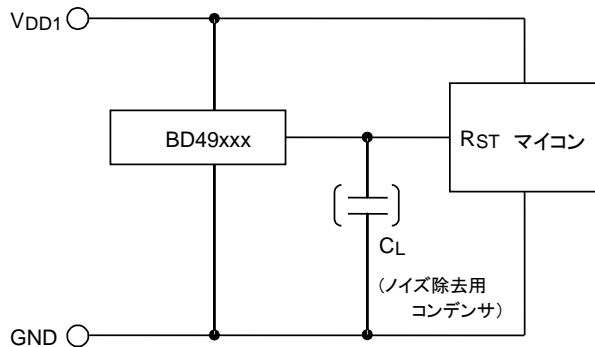 VDD1
BD49xxx
RST マイコン
CL
(ノイズ除去用
コンデンサ)
GND